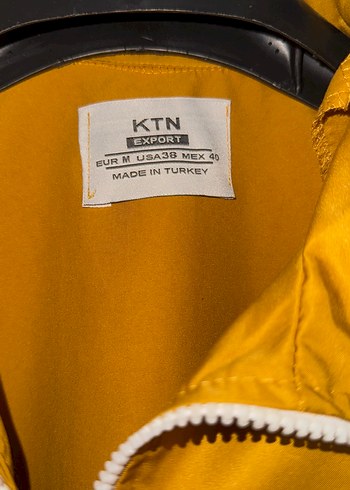 KTN
EXPORT
EUR M USA38 MEX 40
MADE IN TURKEY